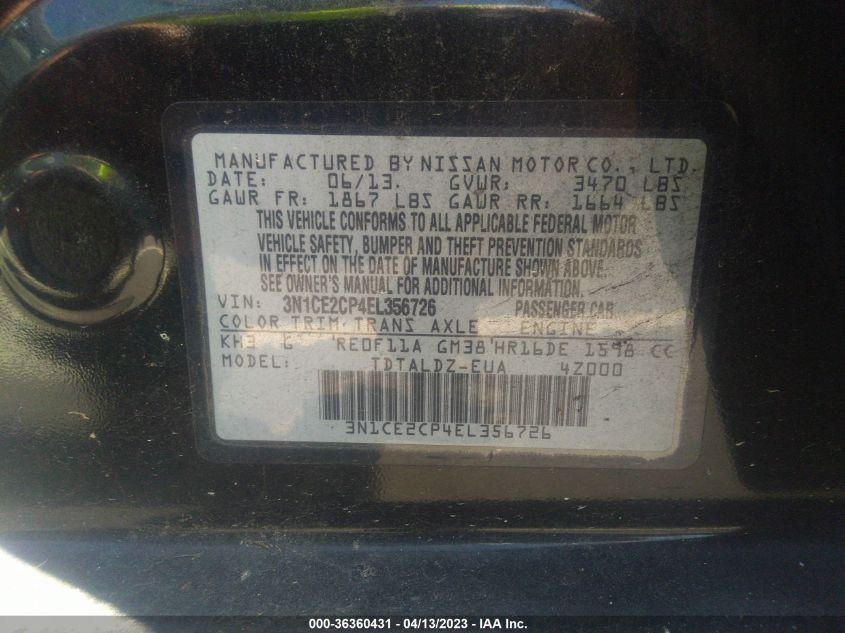 MANUFACTURED BY NISSAN MOTOR CO., LTD.
DATE: 06/13. GVWR: 3470 LBS
GAWR FR: 1867 LBS GAWR RR: 1664 LBS
THIS VEHICLE CONFORMS TO ALL APPLICABLE FEDERAL MOTOR
VEHICLE SAFETY, BUMPER AND THEFT PREVENTION STANDARDS
IN EFFECT ON THE DATE OF MANUFACTURE SHOWN ABOVE.
SEE OWNER'S MANUAL FOR ADDITIONAL INFORMATION.
VIN: 3N1CE2CP4EL356726 PASSENGER CAR
COLOR TRIM TRANS AXLE ENGINE
KH3 G RE0F11A GM38 HR16DE 1598 CC
MODEL: TDTALDZ-EUA 4Z000
3N1CE2CP4EL356726
000-36360431 - 04/13/2023 - IAA Inc.